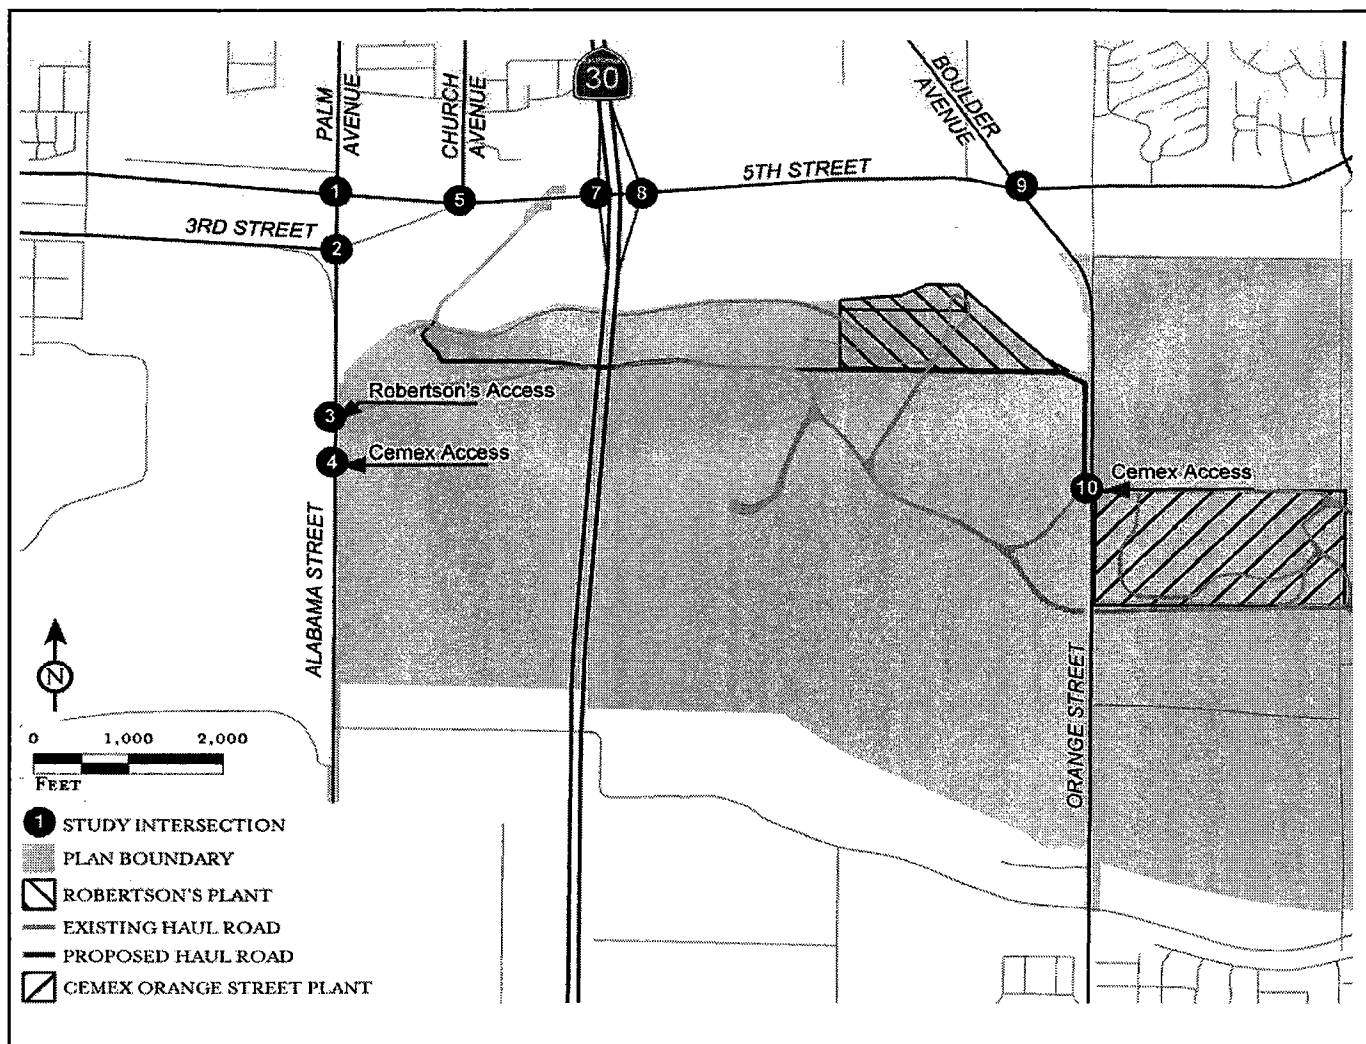 30
PALM
AVENUE
CHURCH
AVENUE
BOULDER
AVENUE
5TH STREET
1
5
7
8
9
3RD STREET
2
Robertson's Access
3
Cemex Access
4
Cemex Access
10
ALABAMA STREET
ORANGE STREET
N
0 1,000 2,000
FEET
1 STUDY INTERSECTION
PLAN BOUNDARY
ROBERTSON'S PLANT
EXISTING HAUL ROAD
PROPOSED HAUL ROAD
CEMEX ORANGE STREET PLANT